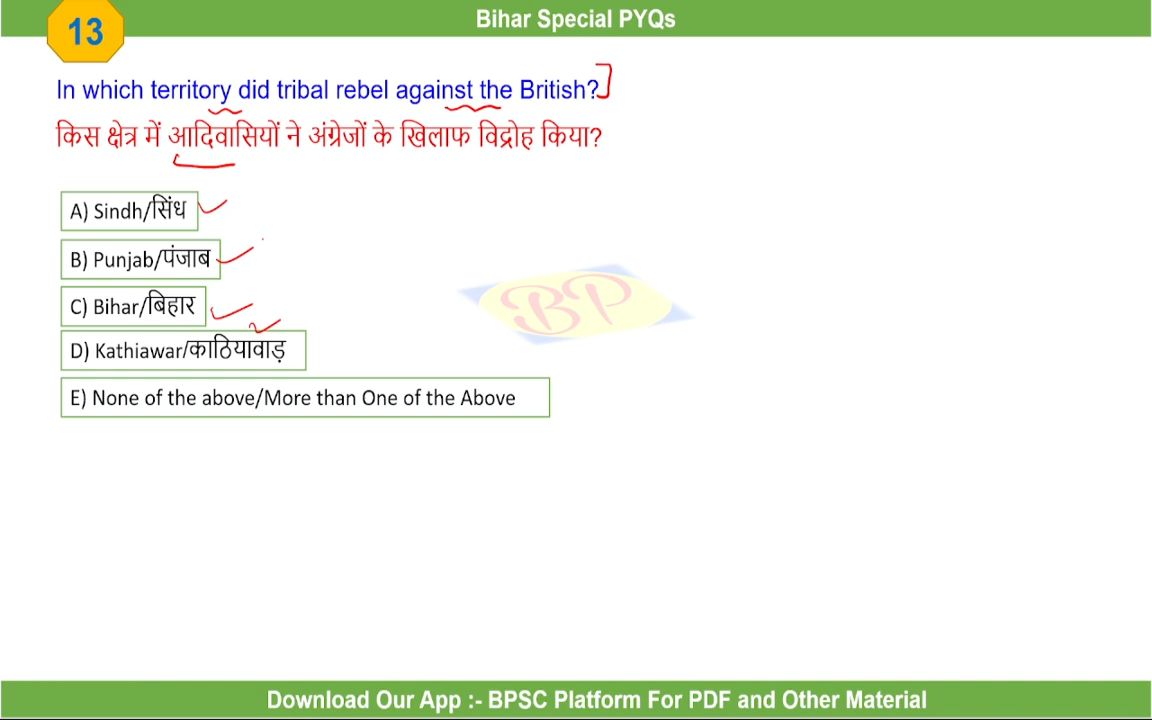 Bihar Special PYQs
13
In which territory did tribal rebel against the British?
किस क्षेत्र में आदिवासियों ने अंग्रेजों के खिलाफ विद्रोह किया?
A) Sindh/सिंध
B) Punjab/पंजाब
C) Bihar/बिहार
D) Kathiawar/काठियावाड़
E) None of the above/More than One of the Above
BP
Download Our App :- BPSC Platform For PDF and Other Material